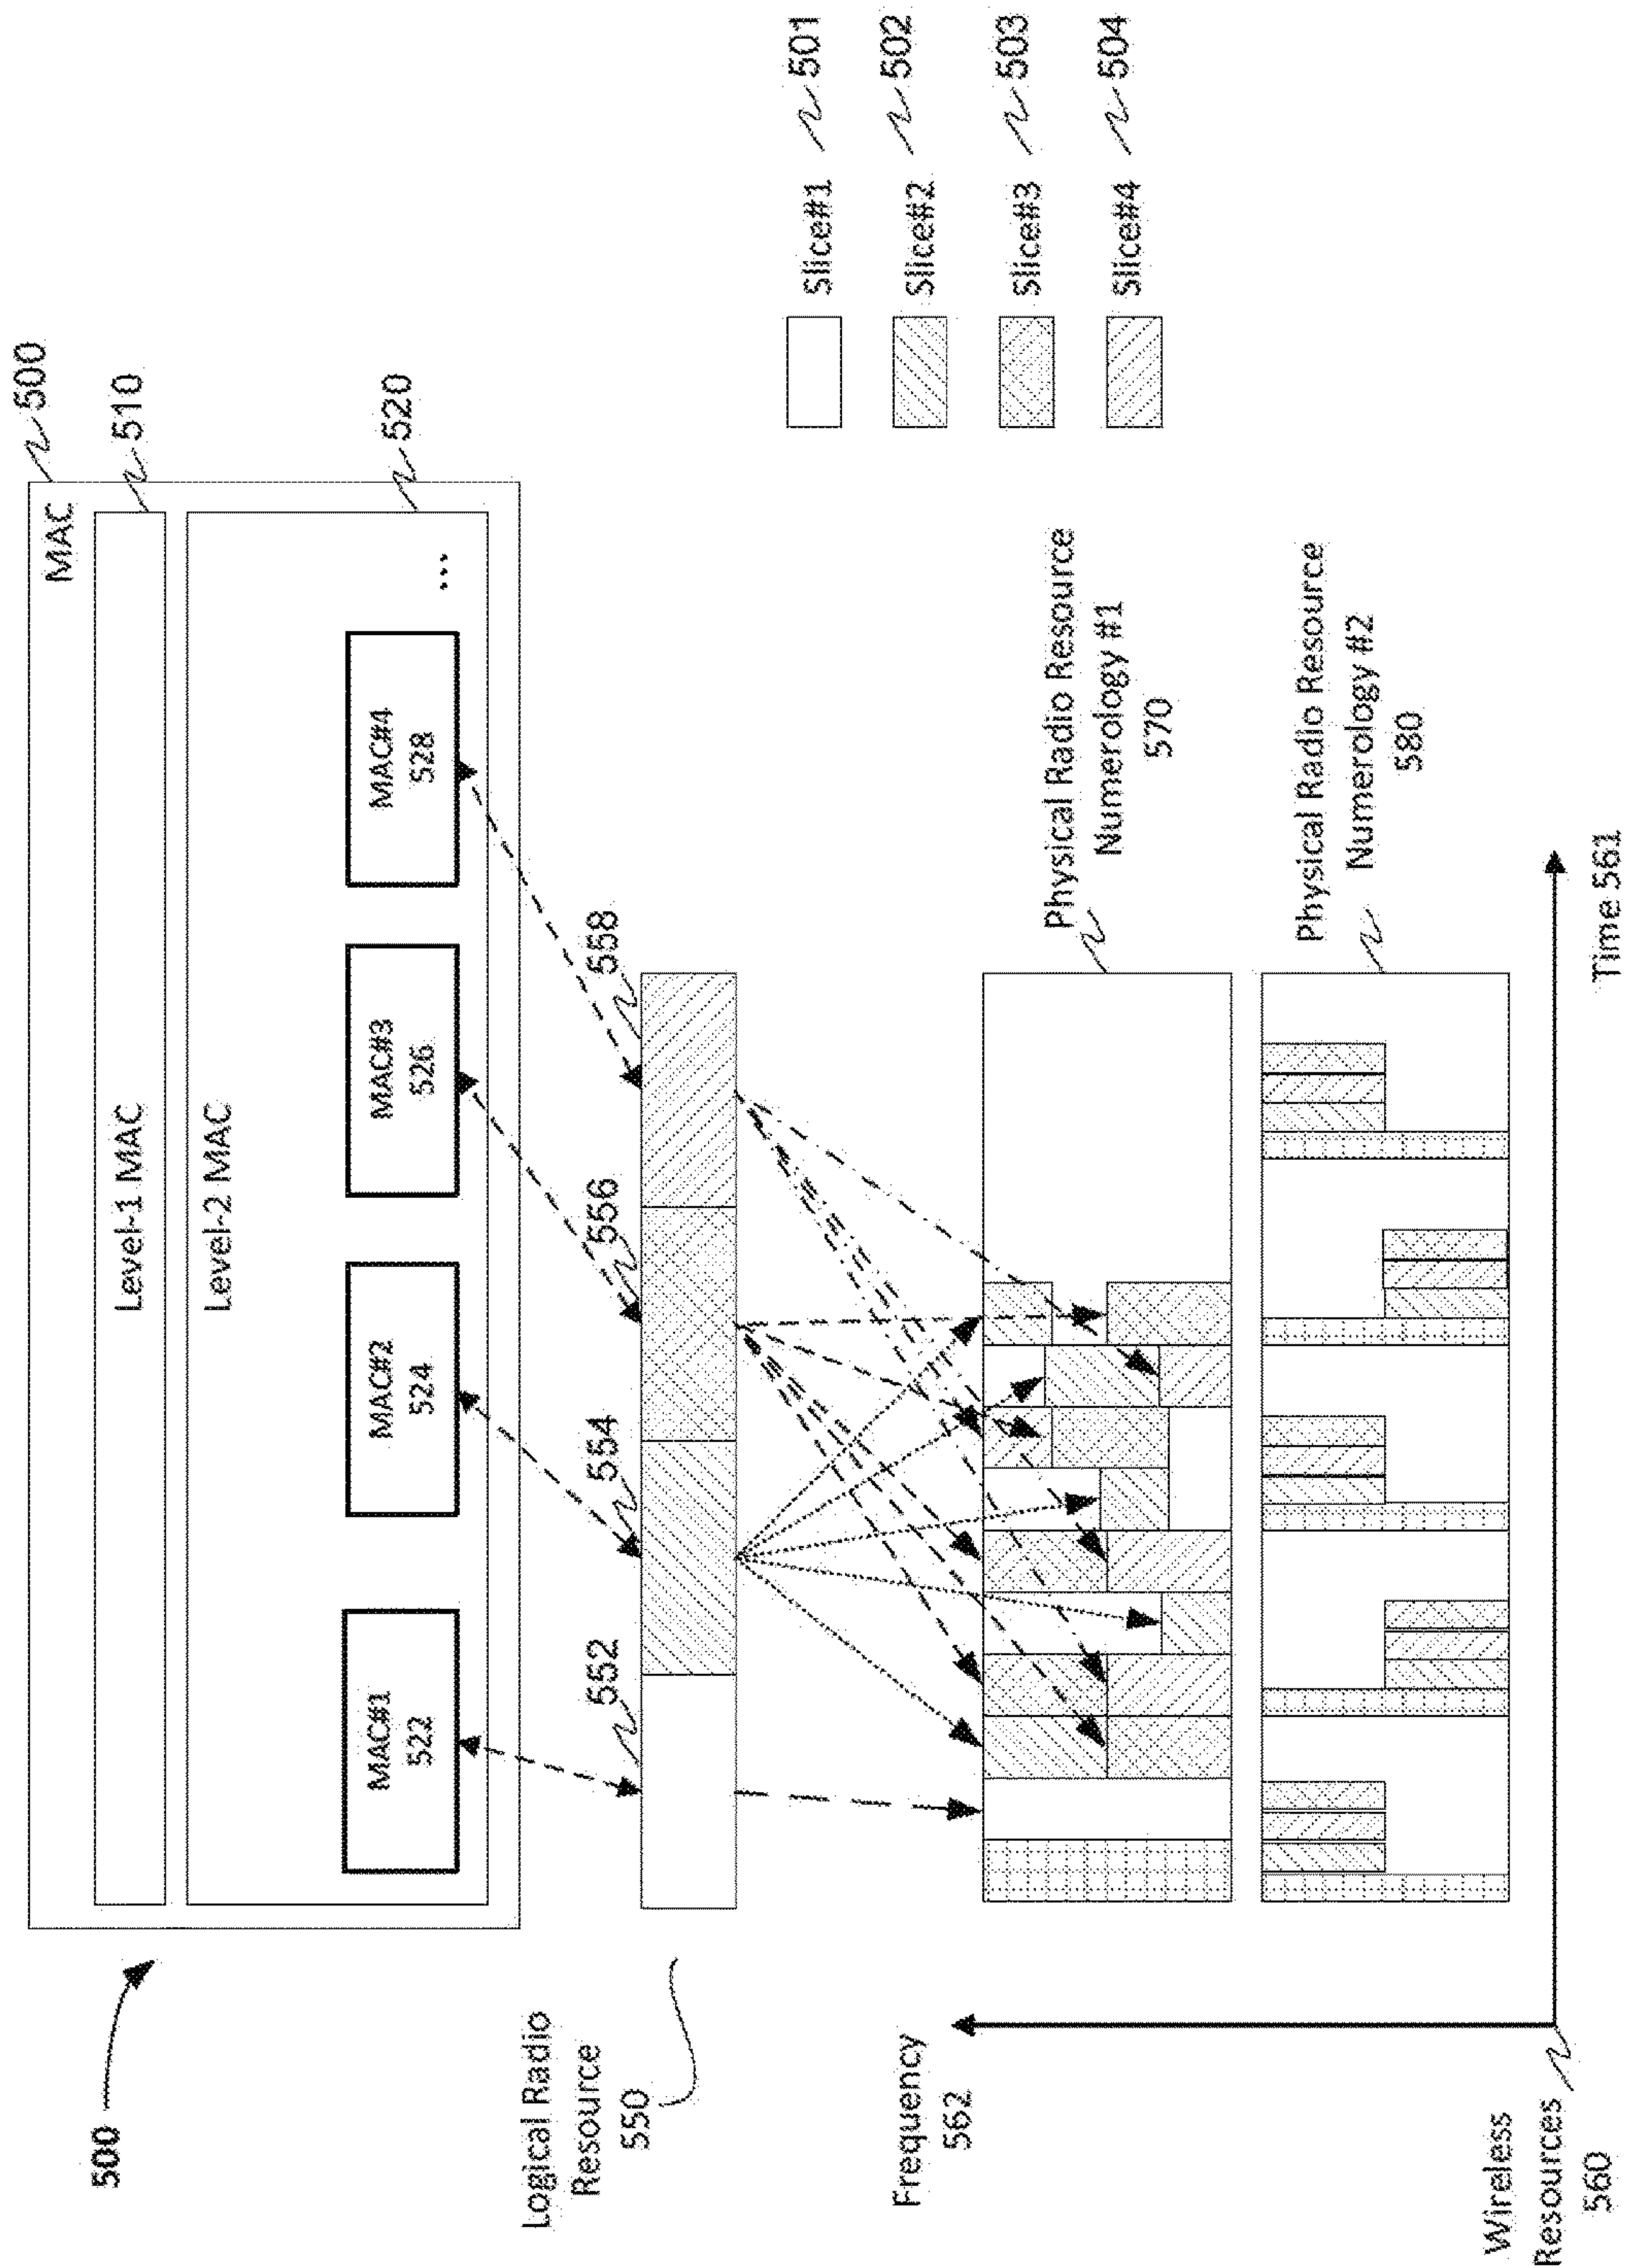 500
MAC
500
Level-1 MAC
510
Level-2 MAC
520
MAC#1
522
MAC#2
524
MAC#3
526
MAC#4
528
...
Logical Radio
Resource
550
552
554
556
558
Slice#1
501
Slice#2
502
Slice#3
503
Slice#4
504
Frequency
562
Physical Radio Resource
Numerology #1
570
Physical Radio Resource
Numerology #2
580
Wireless
Resources
560
Time 561